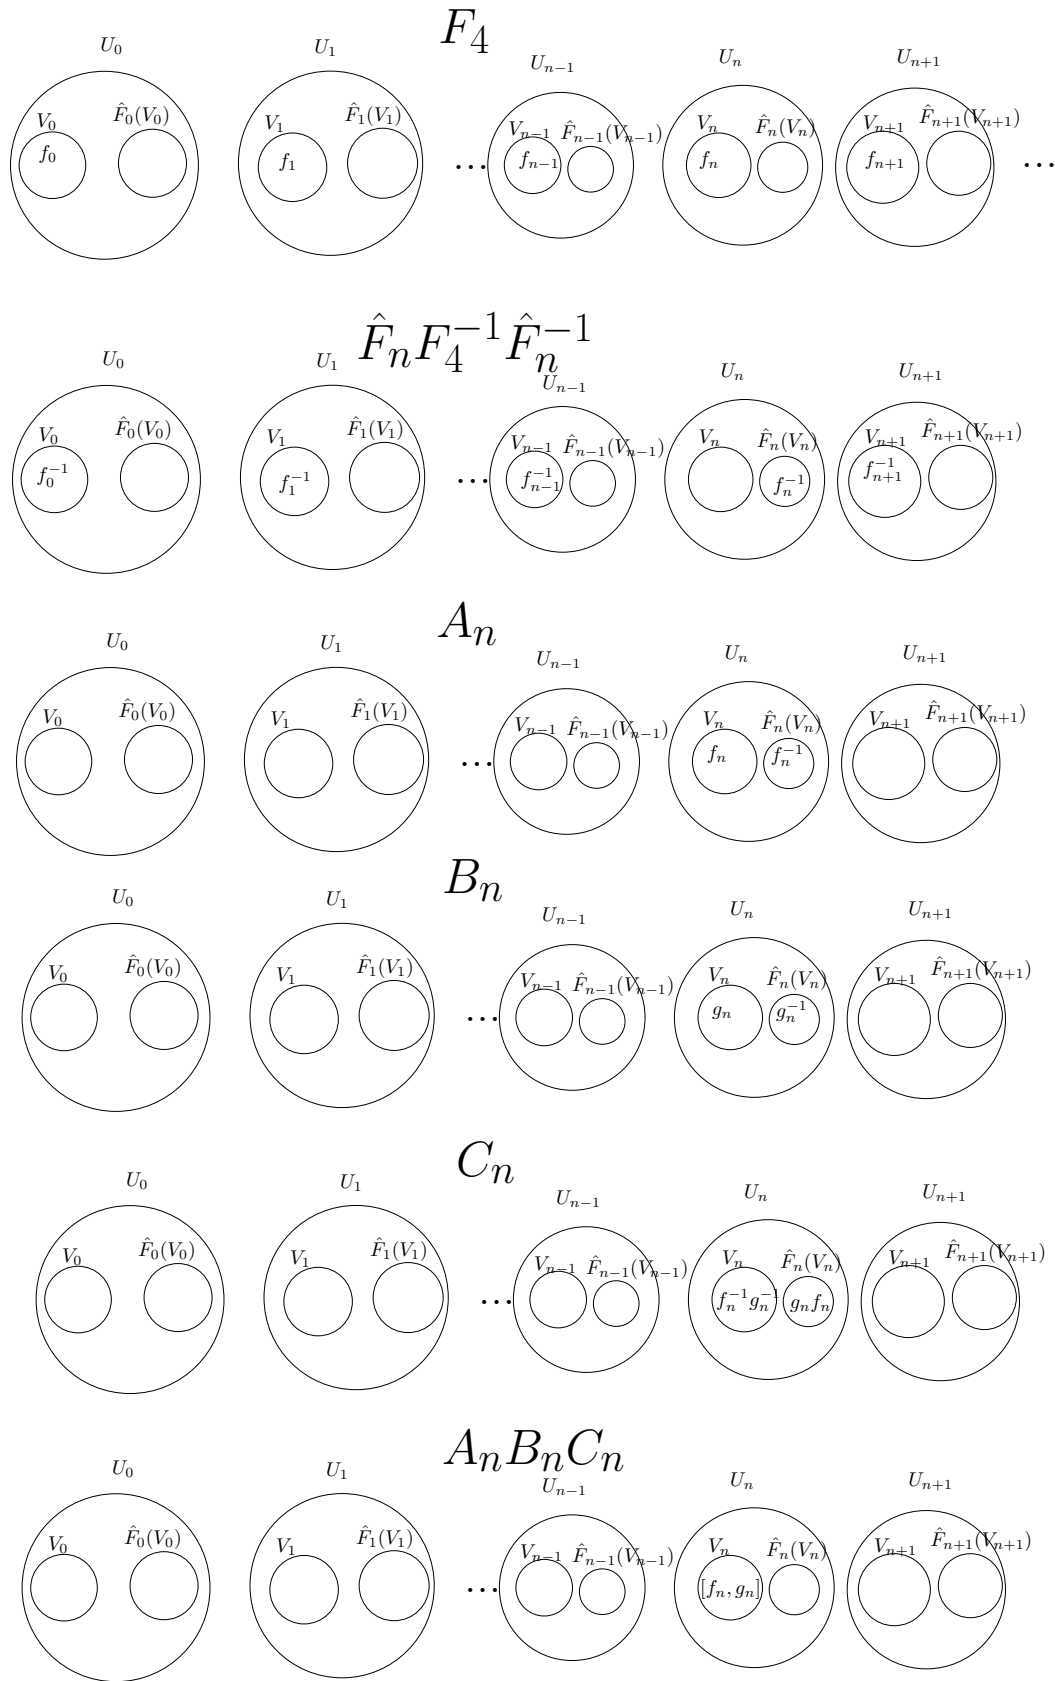 F_4
U_0 U_1 U_{n-1} U_n U_{n+1}
V_0 \hat{F}_0(V_0) V_1 \hat{F}_1(V_1) V_{n-1} \hat{F}_{n-1}(V_{n-1}) V_n \hat{F}_n(V_n) V_{n+1} \hat{F}_{n+1}(V_{n+1})
f_0 f_1 ... f_{n-1} f_n f_{n+1} ...
\hat{F}_n F_4^{-1} \hat{F}_n^{-1}
U_0 U_1 U_{n-1} U_n U_{n+1}
V_0 \hat{F}_0(V_0) V_1 \hat{F}_1(V_1) V_{n-1} \hat{F}_{n-1}(V_{n-1}) V_n \hat{F}_n(V_n) V_{n+1} \hat{F}_{n+1}(V_{n+1})
f_0^{-1} f_1^{-1} ... f_{n-1}^{-1} f_n^{-1} f_{n+1}^{-1}
A_n
U_0 U_1 U_{n-1} U_n U_{n+1}
V_0 \hat{F}_0(V_0) V_1 \hat{F}_1(V_1) V_{n-1} \hat{F}_{n-1}(V_{n-1}) V_n \hat{F}_n(V_n) V_{n+1} \hat{F}_{n+1}(V_{n+1})
... f_n f_n^{-1}
B_n
U_0 U_1 U_{n-1} U_n U_{n+1}
V_0 \hat{F}_0(V_0) V_1 \hat{F}_1(V_1) V_{n-1} \hat{F}_{n-1}(V_{n-1}) V_n \hat{F}_n(V_n) V_{n+1} \hat{F}_{n+1}(V_{n+1})
... g_n g_n^{-1}
C_n
U_0 U_1 U_{n-1} U_n U_{n+1}
V_0 \hat{F}_0(V_0) V_1 \hat{F}_1(V_1) V_{n-1} \hat{F}_{n-1}(V_{n-1}) V_n \hat{F}_n(V_n) V_{n+1} \hat{F}_{n+1}(V_{n+1})
... f_n^{-1} g_n^{-1} g_n f_n
A_n B_n C_n
U_0 U_1 U_{n-1} U_n U_{n+1}
V_0 \hat{F}_0(V_0) V_1 \hat{F}_1(V_1) V_{n-1} \hat{F}_{n-1}(V_{n-1}) V_n \hat{F}_n(V_n) V_{n+1} \hat{F}_{n+1}(V_{n+1})
... [f_n, g_n]